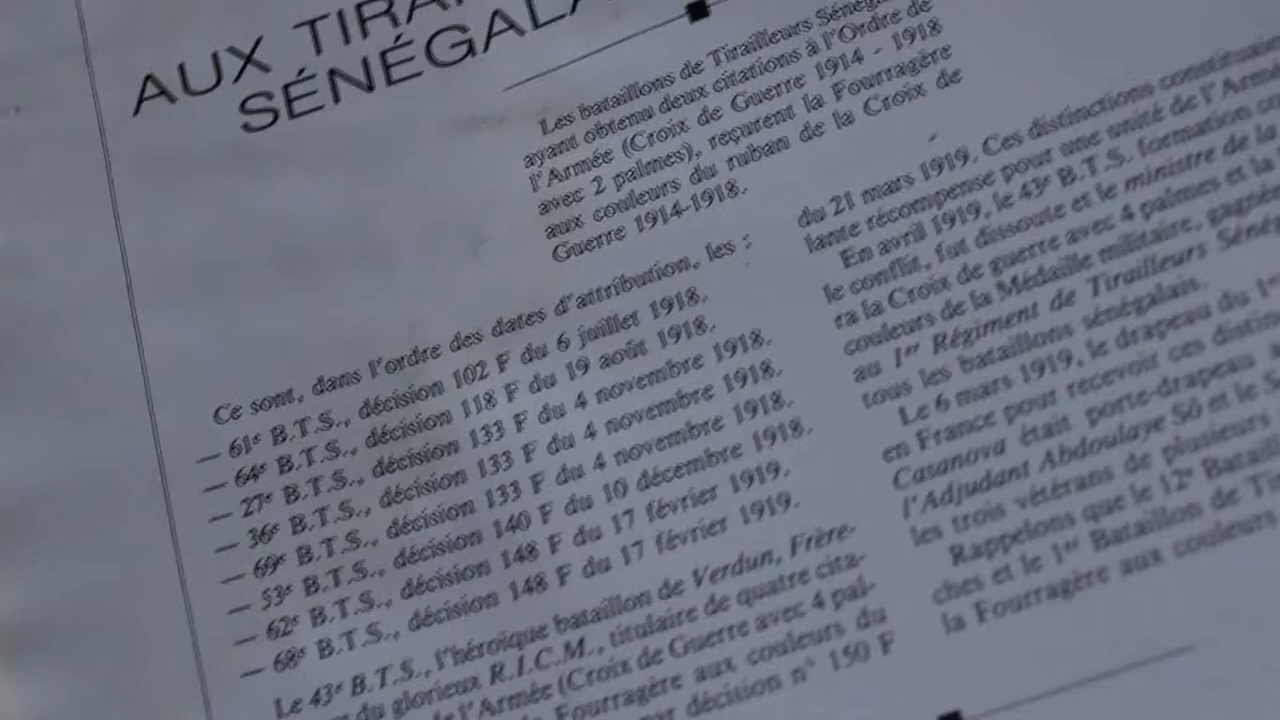 AUX
SÉNÉGAL
Les bataillons de Tirailleurs
ayant obtenu deux citations à l'Ordre de
l'Armée (Croix de Guerre 1914 - 1918
avec 2 palmes), reçurent la Fourragère
aux couleurs du ruban de la Croix de
Guerre 1914-1918.
Ce sont, dans l'ordre des dates d'attribution, les :
— 61e B.T.S., décision 102 F du 6 juillet 1918.
— 64e B.T.S., décision 118 F du 19 août 1918.
— 27e B.T.S., décision 133 F du 4 novembre 1918.
— 36e B.T.S., décision 133 F du 4 novembre 1918.
— 69e B.T.S., décision 133 F du 4 novembre 1918.
— 53e B.T.S., décision 140 F du 10 décembre 1918.
— 62e B.T.S., décision 148 F du 17 février 1919.
— 68e B.T.S., décision 148 F du 17 février 1919.
Le 43e B.T.S., l'héroïque bataillon de Verdun, Frère-
du glorieux R.I.C.M., titulaire de quatre cita-
l'Armée (Croix de Guerre avec 4 pal-
Fourragère aux couleurs du
décision n° 150 F
du 21 mars 1919. Ces distinctions
lante récompense pour une unité de
En avril 1919, le 43e B.T.S. formation
le conflit, fut dissoute et le ministre de la
ra la Croix de guerre avec 4 palmes et la
couleurs de la Médaille militaire,
au 1er Régiment de Tirailleurs
tous les bataillons sénégalais.
Le 6 mars 1919, le drapeau du
en France pour recevoir ces
Casanova était porte-drapeau
l'Adjudant Abdoulaye Sô et le
les trois vétérans de plusieurs
Rappelons que le 12e
ches et le 1er Bataillon de
la Fourragère aux couleurs